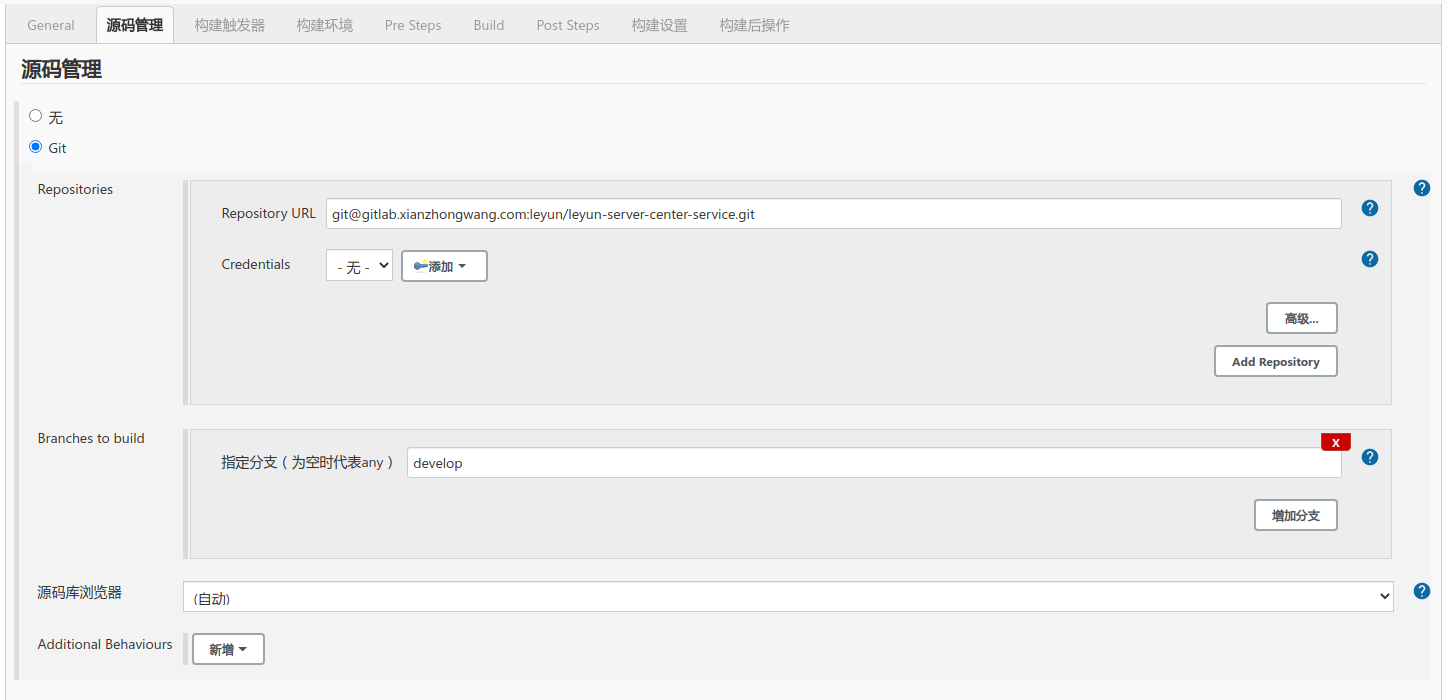 General 源码管理 构建触发器 构建环境 Pre Steps Build Post Steps 构建设置 构建后操作
源码管理
无
Git
Repositories
?
Repository URL git@gitlab.xianzhongwang.com:leyun/leyun-server-center-service.git ?
Credentials - 无 - 添加 ?
高级...
Add Repository
Branches to build
X
指定分支（为空时代表any） develop ?
增加分支
源码库浏览器 (自动) ?
Additional Behaviours 新增